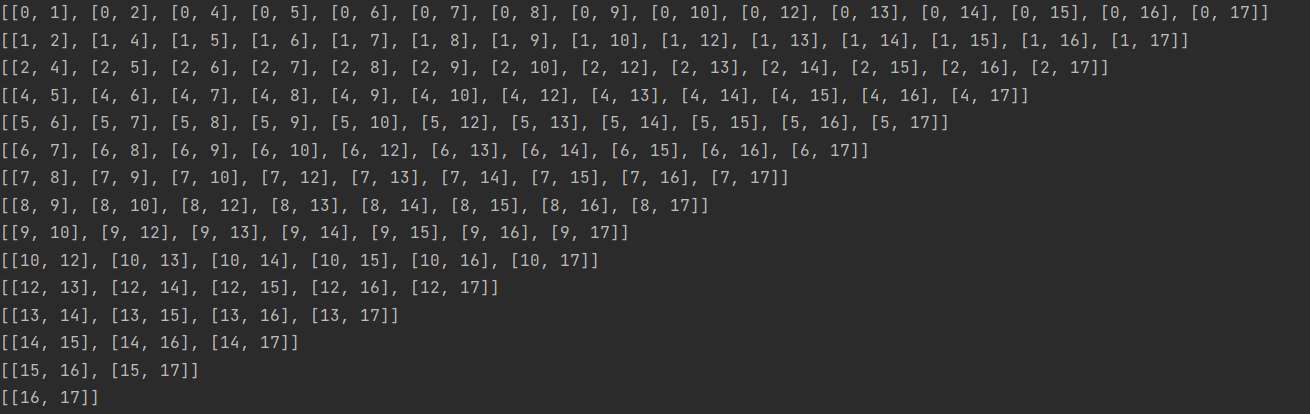 [[0, 1], [0, 2], [0, 4], [0, 5], [0, 6], [0, 7], [0, 8], [0, 9], [0, 10], [0, 12], [0, 13], [0, 14], [0, 15], [0, 16], [0, 17]]
[[1, 2], [1, 4], [1, 5], [1, 6], [1, 7], [1, 8], [1, 9], [1, 10], [1, 12], [1, 13], [1, 14], [1, 15], [1, 16], [1, 17]]
[[2, 4], [2, 5], [2, 6], [2, 7], [2, 8], [2, 9], [2, 10], [2, 12], [2, 13], [2, 14], [2, 15], [2, 16], [2, 17]]
[[4, 5], [4, 6], [4, 7], [4, 8], [4, 9], [4, 10], [4, 12], [4, 13], [4, 14], [4, 15], [4, 16], [4, 17]]
[[5, 6], [5, 7], [5, 8], [5, 9], [5, 10], [5, 12], [5, 13], [5, 14], [5, 15], [5, 16], [5, 17]]
[[6, 7], [6, 8], [6, 9], [6, 10], [6, 12], [6, 13], [6, 14], [6, 15], [6, 16], [6, 17]]
[[7, 8], [7, 9], [7, 10], [7, 12], [7, 13], [7, 14], [7, 15], [7, 16], [7, 17]]
[[8, 9], [8, 10], [8, 12], [8, 13], [8, 14], [8, 15], [8, 16], [8, 17]]
[[9, 10], [9, 12], [9, 13], [9, 14], [9, 15], [9, 16], [9, 17]]
[[10, 12], [10, 13], [10, 14], [10, 15], [10, 16], [10, 17]]
[[12, 13], [12, 14], [12, 15], [12, 16], [12, 17]]
[[13, 14], [13, 15], [13, 16], [13, 17]]
[[14, 15], [14, 16], [14, 17]]
[[15, 16], [15, 17]]
[[16, 17]]